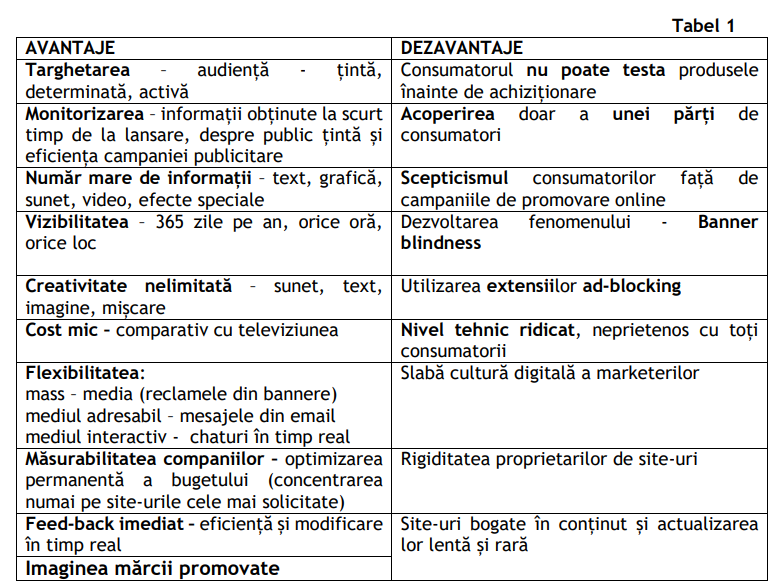 Tabel 1
AVANTAJE
DEZAVANTAJE
Targhetarea – audiență - țintă,
determinată, activă
Consumatorul nu poate testa produsele
înainte de achiziționare
Monitorizarea – informații obținute la scurt
timp de la lansare, despre public țintă și
eficiența campaniei publicitare
Acoperirea doar a unei părți de
consumatori
Număr mare de informații – text, grafică,
sunet, video, efecte speciale
Scepticismul consumatorilor față de
campaniile de promovare online
Vizibilitatea – 365 zile pe an, orice oră,
orice loc
Dezvoltarea fenomenului - Banner
blindness
Creativitate nelimitată – sunet, text,
imagine, mișcare
Utilizarea extensiilor ad-blocking
Cost mic – comparativ cu televiziunea
Nivel tehnic ridicat, neprietenos cu toți
consumatorii
Flexibilitatea:
mass – media (reclamele din bannere)
mediul adresabil – mesajele din email
mediul interactiv - chaturi în timp real
Slabă cultură digitală a marketerilor
Măsurabilitatea companiilor – optimizarea
permanentă a bugetului (concentrarea
numai pe site-urile cele mai solicitate)
Rigiditatea proprietarilor de site-uri
Feed-back imediat – eficiență și modificare
în timp real
Site-uri bogate în conținut și actualizarea
lor lentă și rară
Imaginea mărcii promovate